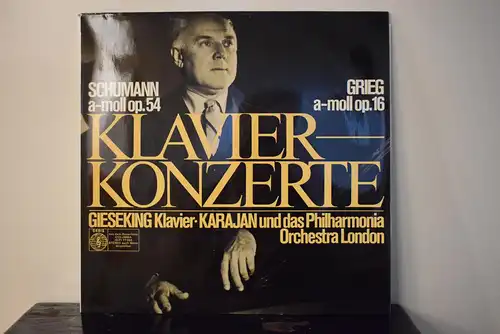 SCHUMANN
a-moll op.54
GRIEG
a-moll op.16
KLAVIER-
KONZERTE
GIESEKING Klavier·KARAJAN und das Philharmonia
Orchestra London